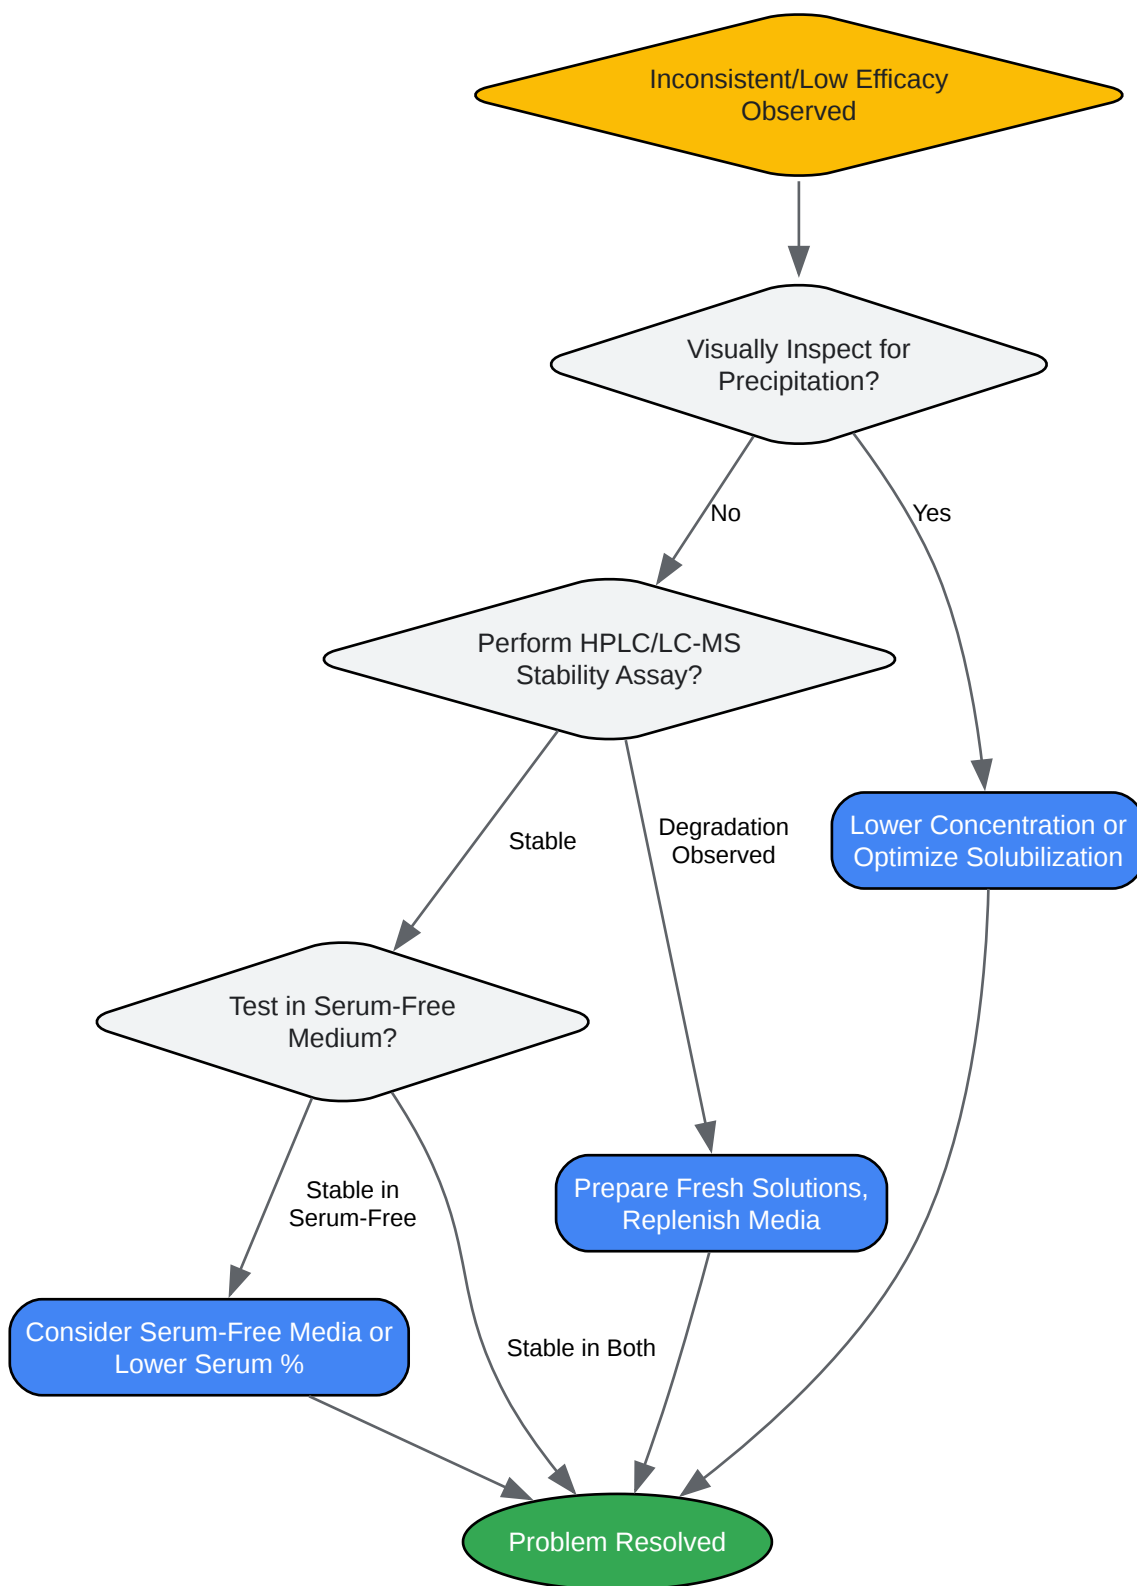 Inconsistent/Low Efficacy
Observed
Visually Inspect for
Precipitation?
No
Yes
Perform HPLC/LC-MS
Stability Assay?
Stable
Degradation
Observed
Lower Concentration or
Optimize Solubilization
Test in Serum-Free
Medium?
Stable in
Serum-Free
Prepare Fresh Solutions,
Replenish Media
Consider Serum-Free Media or
Lower Serum %
Stable in Both
Problem Resolved